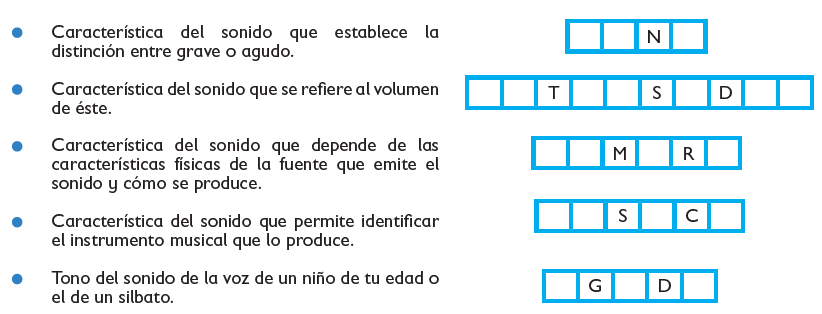 Característica del sonido que establece la
distinción entre grave o agudo.
N
Característica del sonido que se refiere al volumen
de éste.
T S D
Característica del sonido que depende de las
características físicas de la fuente que emite el
sonido y cómo se produce.
M R
Característica del sonido que permite identificar
el instrumento musical que lo produce.
S C
Tono del sonido de la voz de un niño de tu edad o
el de un silbato.
G D